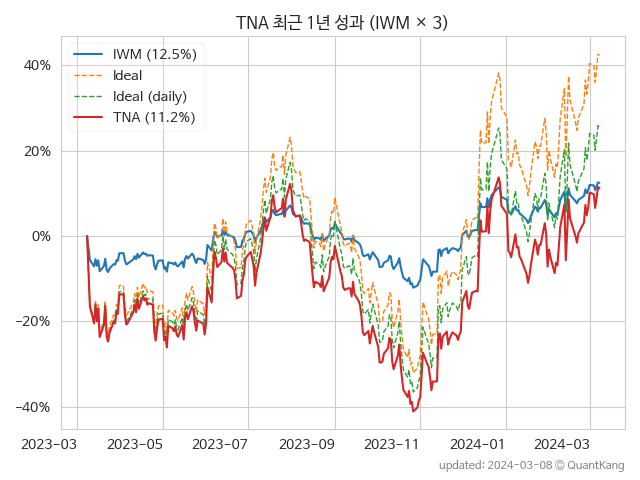 TNA 최근 1년 성과 (IWM × 3)
IWM (12.5%)
Ideal
Ideal (daily)
TNA (11.2%)
40%
20%
0%
−20%
−40%
2023−03 2023−05 2023−07 2023−09 2023−11 2024−01 2024−03
updated: 2024−03−08 © QuantKang